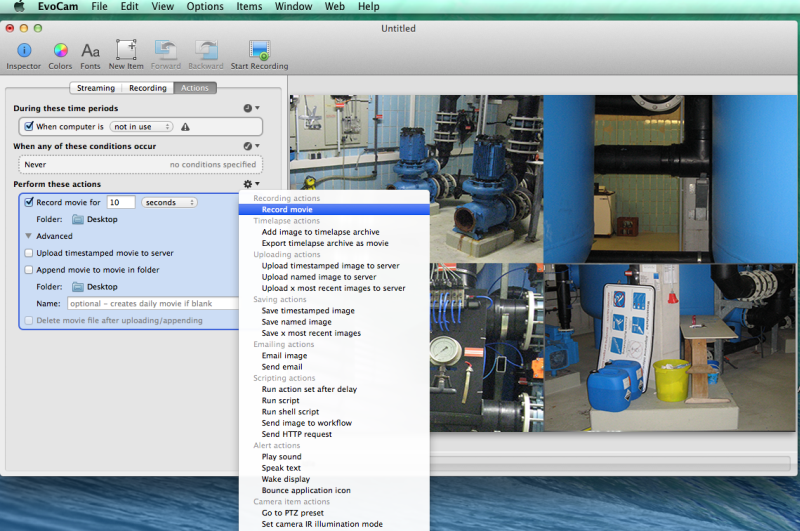 EvoCam File Edit View Options Items Window Web Help
Untitled
Inspector Colors Fonts New Item Forward Backward Start Recording
Streaming Recording Actions
During these time periods
When computer is not in use
When any of these conditions occur
Never no conditions specified
Perform these actions
Record movie for 10 seconds
Folder: Desktop
Advanced
Upload timestamped movie to server
Append movie to movie in folder
Folder: Desktop
Name: optional – creates daily movie if blank
Delete movie file after uploading/appending
Recording actions
Record movie
Timelapse actions
Add image to timelapse archive
Export timelapse archive as movie
Uploading actions
Upload timestamped image to server
Upload named image to server
Upload x most recent images to server
Saving actions
Save timestamped image
Save named image
Save x most recent images
Emailing actions
Email image
Send email
Scripting actions
Run action set after delay
Run script
Run shell script
Send image to workflow
Send HTTP request
Alert actions
Play sound
Speak text
Wake display
Bounce application icon
Camera item actions
Go to PTZ preset
Set camera IR illumination mode